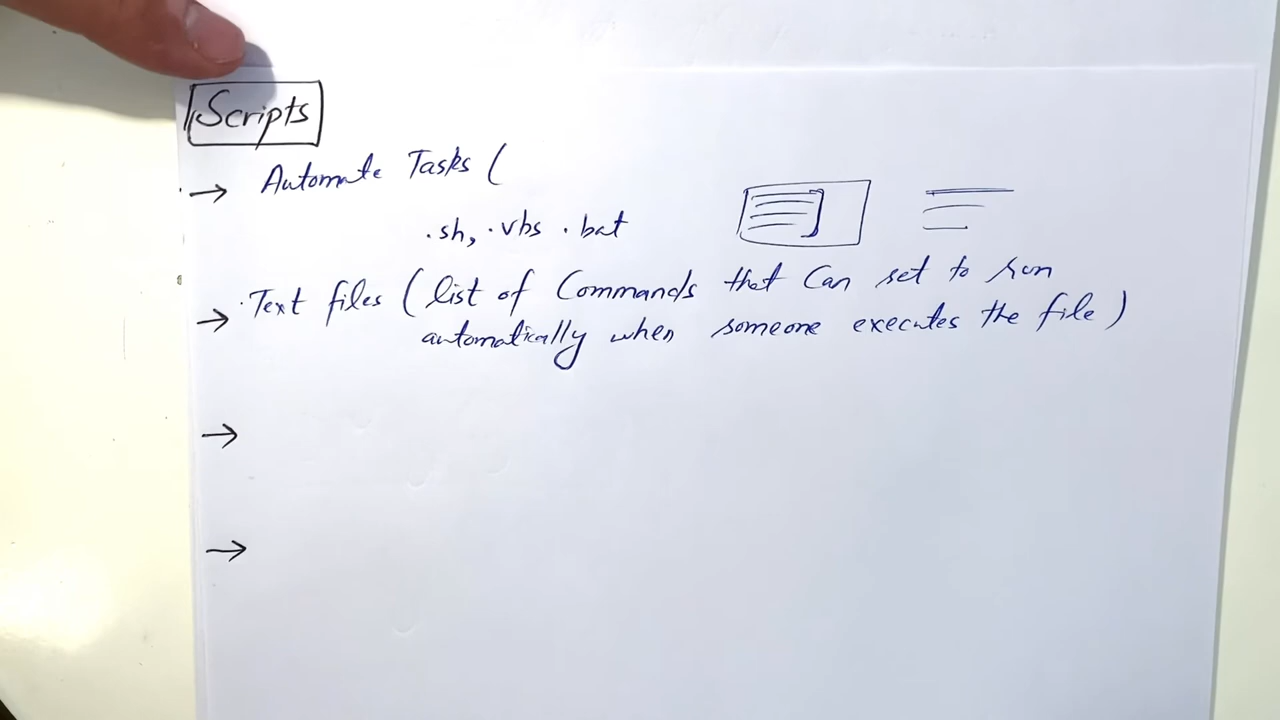 Scripts
→ Automate Tasks (
.sh, .vbs .bat
→ Text files ( list of Commands that Can set to run
automatically when someone executes the file )
→
→